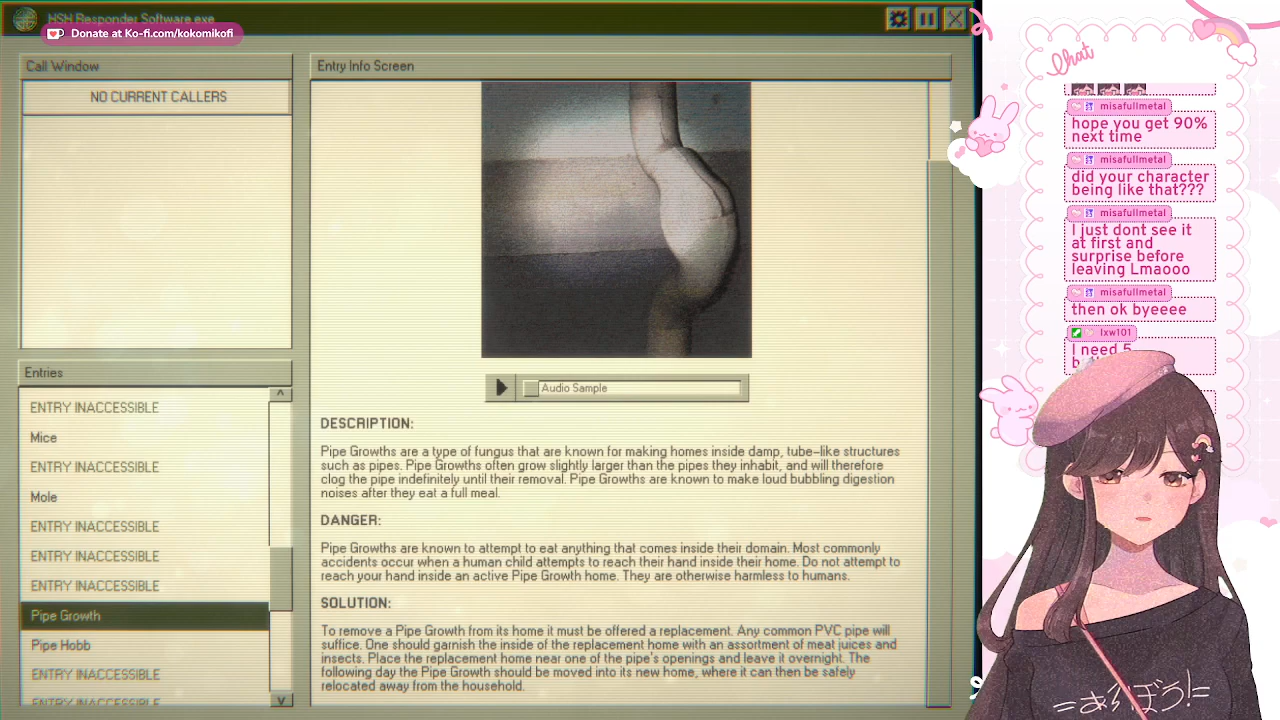 HSH Responder Software.exe
Donate at Ko-fi.com/kokomikofi
Call Window
NO CURRENT CALLERS
Entries
ENTRY INACCESSIBLE
Mice
ENTRY INACCESSIBLE
Mole
ENTRY INACCESSIBLE
ENTRY INACCESSIBLE
ENTRY INACCESSIBLE
Pipe Growth
Pipe Hobb
ENTRY INACCESSIBLE
ENTRY INACCESSIBLE
Entry Info Screen
Audio Sample
DESCRIPTION:
Pipe Growths are a type of fungus that are known for making homes inside damp, tube-like structures
such as pipes. Pipe Growths often grow slightly larger than the pipes they inhabit, and will therefore
clog the pipe indefinitely until their removal. Pipe Growths are known to make loud bubbling digestion
noises after they eat a full meal.
DANGER:
Pipe Growths are known to attempt to eat anything that comes inside their domain. Most commonly
accidents occur when a human child attempts to reach their hand inside their home. Do not attempt to
reach your hand inside an active Pipe Growth home. They are otherwise harmless to humans.
SOLUTION:
To remove a Pipe Growth from its home it must be offered a replacement. Any common PVC pipe will
suffice. One should garnish the inside of the replacement home with an assortment of meat juices and
insects. Place the replacement home near one of the pipe's openings and leave it overnight. The
following day the Pipe Growth should be moved into its new home, where it can then be safely
relocated away from the household.
Chat
misafullmetal
hope you get 90%
next time
misafullmetal
did your character
being like that???
misafullmetal
I just dont see it
at first and
surprise before
leaving Lmaooo
misafullmetal
then ok byeeee
lxw101
I need 5